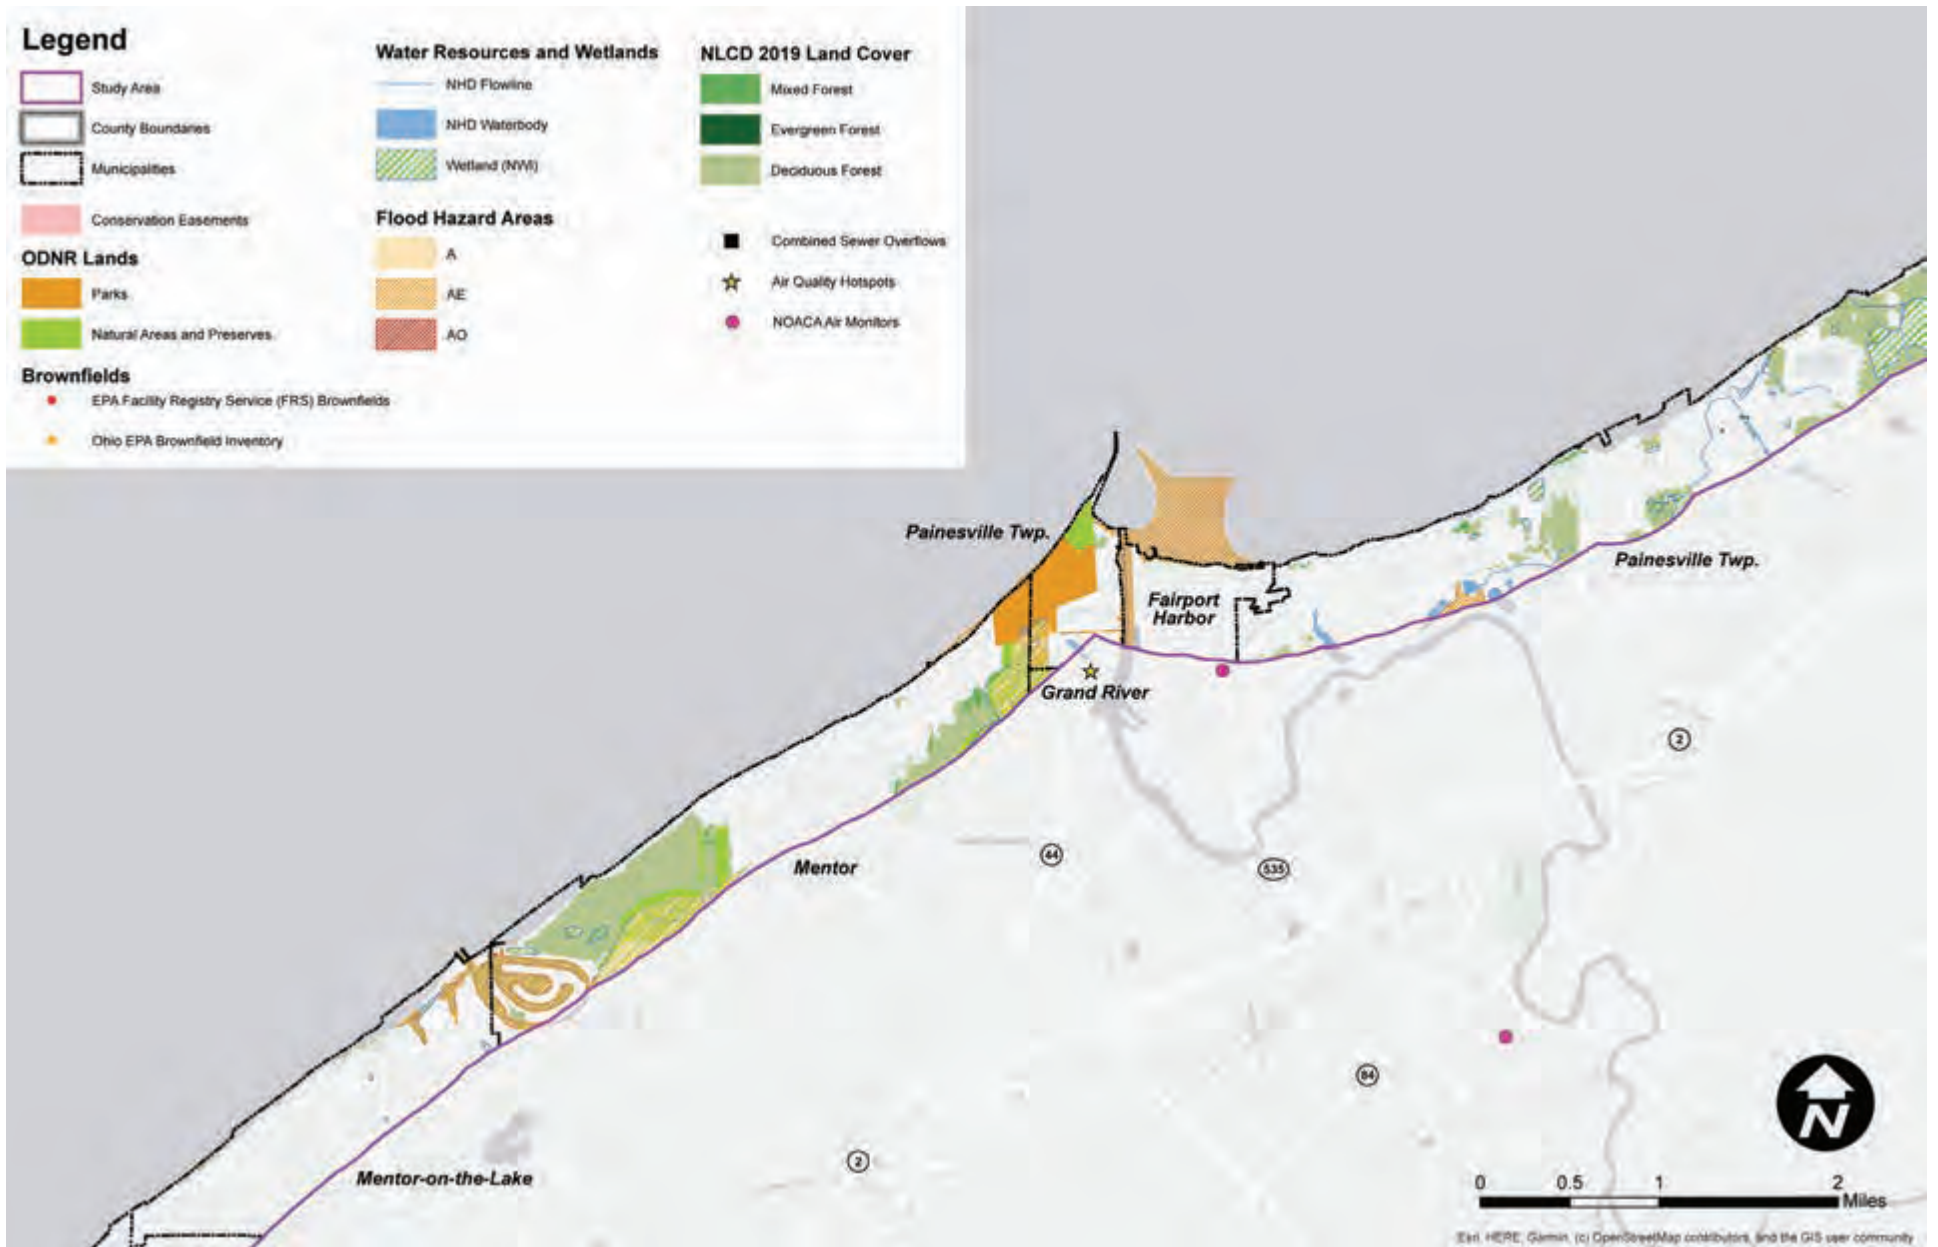 Legend
Study Area
County Boundaries
Municipalities
Conservation Easements
ODNR Lands
Parks
Natural Areas and Preserves
Brownfields
EPA Facility Registry Service (FRS) Brownfields
Ohio EPA Brownfield Inventory
Water Resources and Wetlands
NHD Flowline
NHD Waterbody
Wetland (NWI)
Flood Hazard Areas
A
AE
AO
NLCD 2019 Land Cover
Mixed Forest
Evergreen Forest
Deciduous Forest
Combined Sewer Overflows
Air Quality Hotspots
NOACA Air Monitors
Painesville Twp.
Painesville Twp.
Fairport
Harbor
Grand River
2
44
535
Mentor
84
2
Mentor-on-the-Lake
N
0 0.5 1 2
Miles
Esri, HERE, Garmin, (c) OpenStreetMap contributors, and the GIS user community